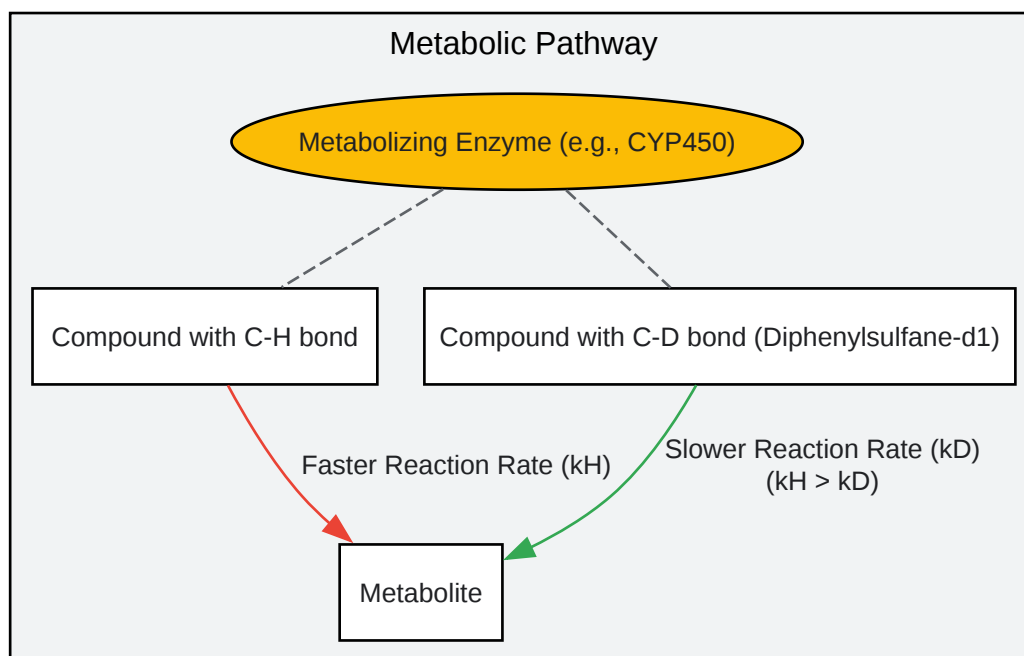 Metabolic Pathway
Metabolizing Enzyme (e.g., CYP450)
Compound with C-H bond
Compound with C-D bond (Diphenylsulfane-d1)
Faster Reaction Rate (kH)
Slower Reaction Rate (kD)
(kH > kD)
Metabolite